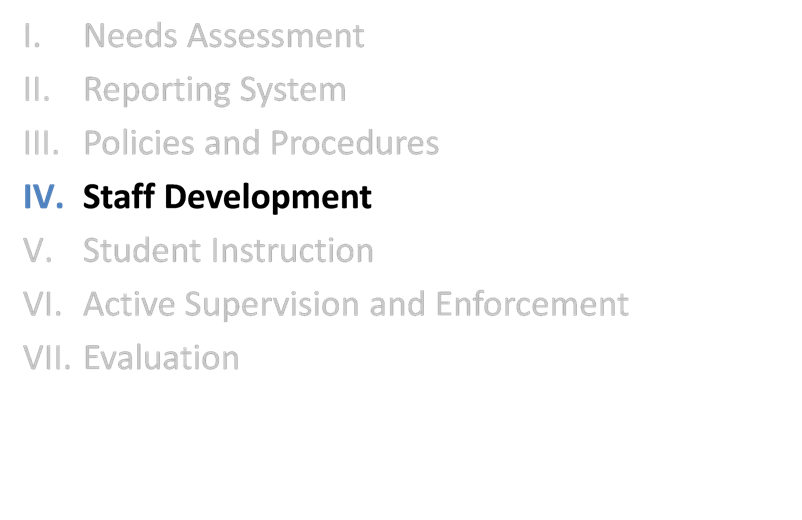 I. Needs Assessment
II. Reporting System
III. Policies and Procedures
IV. Staff Development
V. Student Instruction
VI. Active Supervision and Enforcement
VII. Evaluation